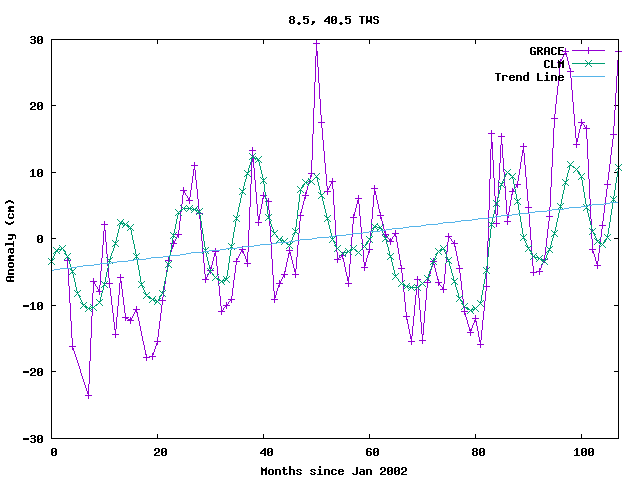 8.5, 40.5 TWS
GRACE
CLM
Trend Line
30
20
10
0
-10
-20
-30
Anomaly (cm)
0 20 40 60 80 100
Months since Jan 2002